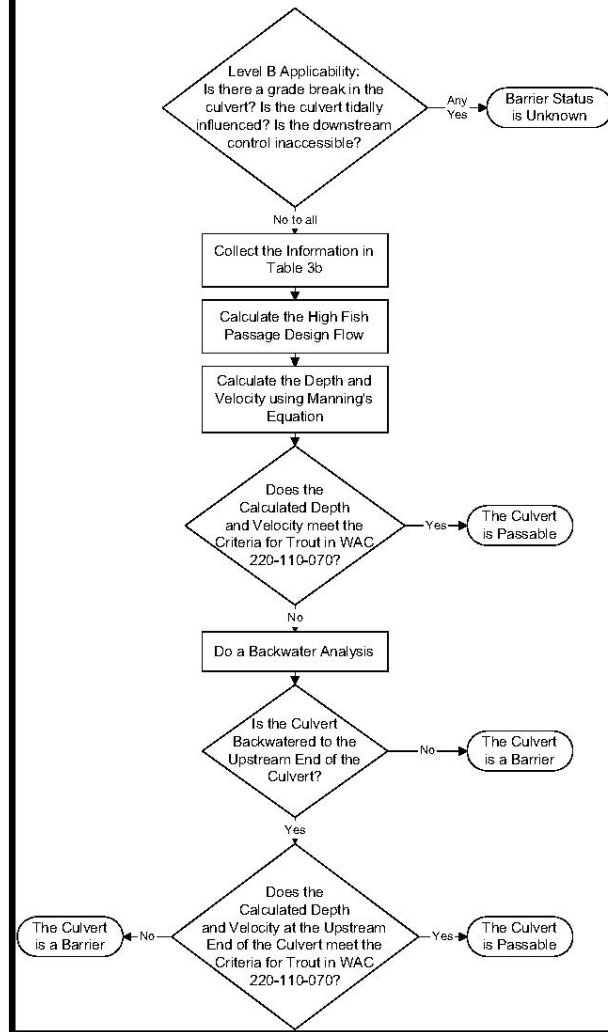 Level B Applicability:
Is there a grade break in the
culvert? Is the culvert tidally
influenced? Is the downstream
control inaccessible?
Any
Yes
Barrier Status
is Unknown
No to all
Collect the Information in
Table 3b
Calculate the High Fish
Passage Design Flow
Calculate the Depth and
Velocity using Manning's
Equation
Does the
Calculated Depth
and Velocity meet the
Criteria for Trout in WAC
220-110-070?
Yes
The Culvert
is Passable
No
Do a Backwater Analysis
Is the Culvert
Backwatered to the
Upstream End of the
Culvert?
No
The Culvert
is a Barrier
Yes
Does the
Calculated Depth
and Velocity at the Upstream
End of the Culvert meet the
Criteria for Trout in WAC
220-110-070?
No
The Culvert
is a Barrier
Yes
The Culvert
is Passable